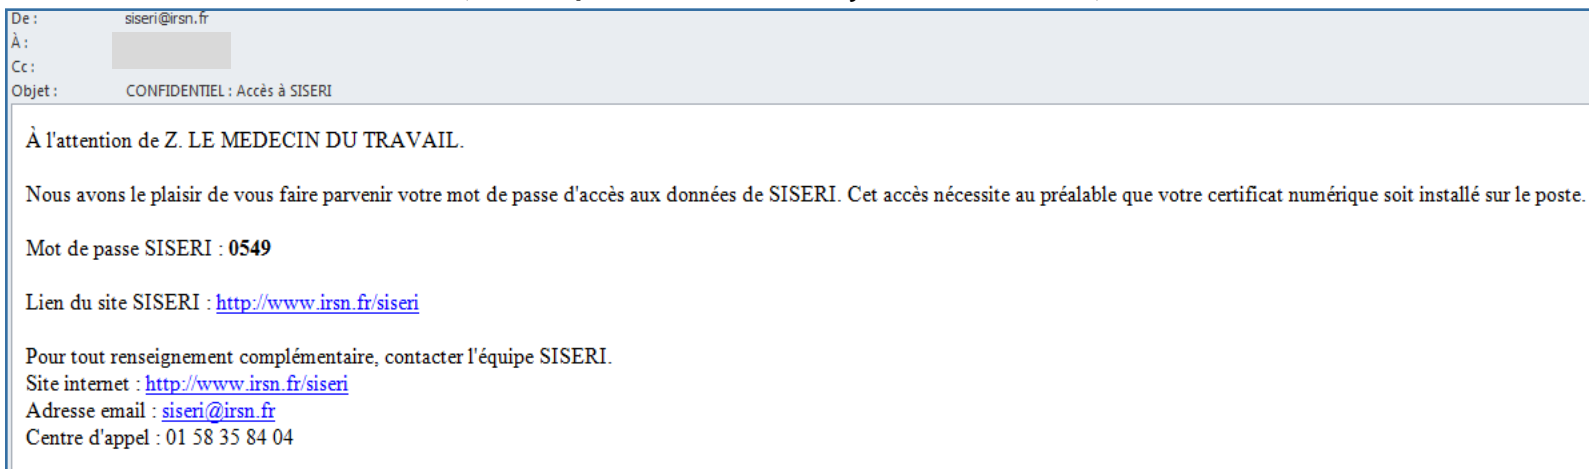 De : siseri@irsn.fr
À :
Cc :
Objet : CONFIDENTIEL : Accès à SISERI
À l'attention de Z. LE MEDECIN DU TRAVAIL.
Nous avons le plaisir de vous faire parvenir votre mot de passe d'accès aux données de SISERI. Cet accès nécessite au préalable que votre certificat numérique soit installé sur le poste.
Mot de passe SISERI : 0549
Lien du site SISERI : http://www.irsn.fr/siseri
Pour tout renseignement complémentaire, contacter l'équipe SISERI.
Site internet : http://www.irsn.fr/siseri
Adresse email : siseri@irsn.fr
Centre d'appel : 01 58 35 84 04